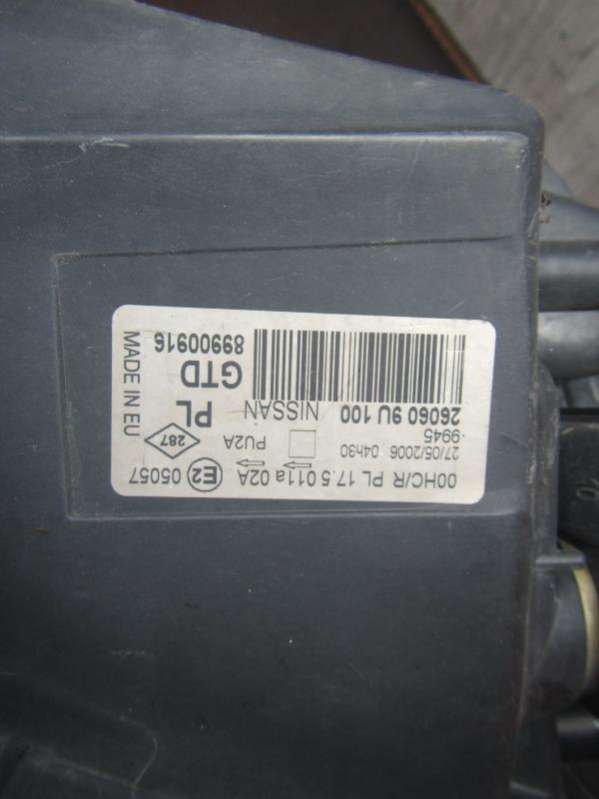 00HC/R PL 17.5 011a 02A E2 05057
27/05/2006 04h30 PU2A 287
9945
26060 9U 100 NISSAN PL
GTD
89900916
MADE IN EU